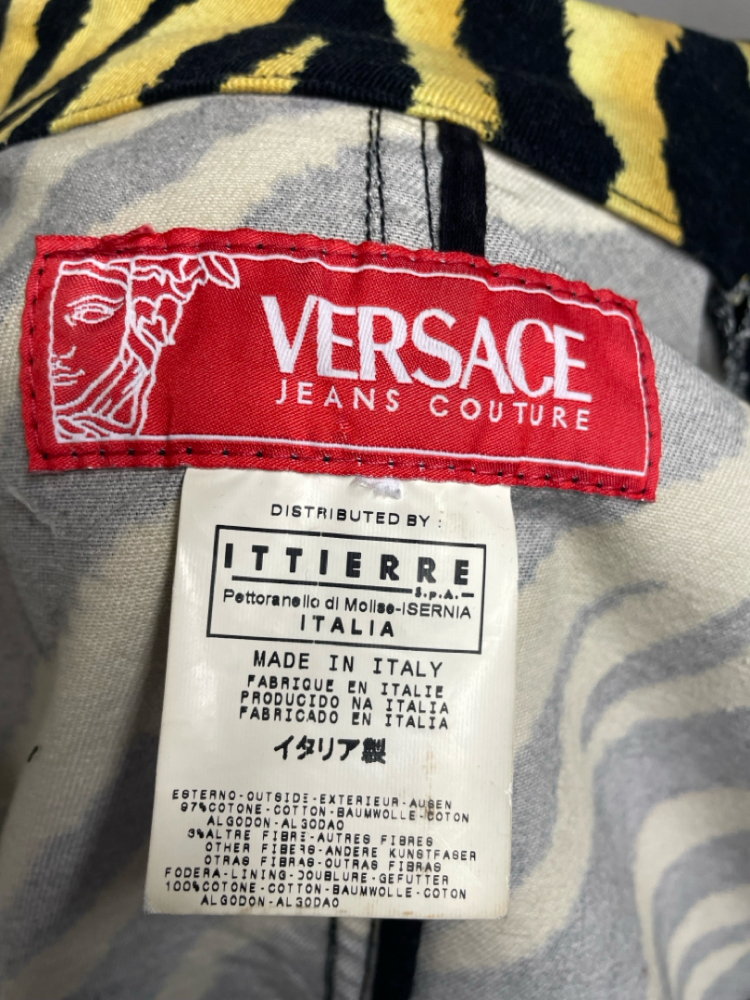 VERSACE
JEANS COUTURE
DISTRIBUTED BY :
ITTIERRE
S.p.A.
Pettoranello di Molise-ISERNIA
ITALIA
MADE IN ITALY
FABRIQUE EN ITALIE
PRODUCIDO NA ITALIA
FABRICADO EN ITALIA
イタリア製
ESTERNO-OUTSIDE-EXTERIEUR-AUSEN
97%COTONE-COTTON-BAUMWOLLE-COTON
ALGODON-ALGODAO
3%ALTRE FIBRE-AUTRES FIBRES
OTHER FIBERS-ANDERE KUNSTFASER
OTRAS FIBRAS-OUTRAS FIBRAS
FODERA-LINING-DOUBLURE-GEFUTTER
100%COTONE-COTTON-BAUMWOLLE-COTON
ALGODON-ALGODAO